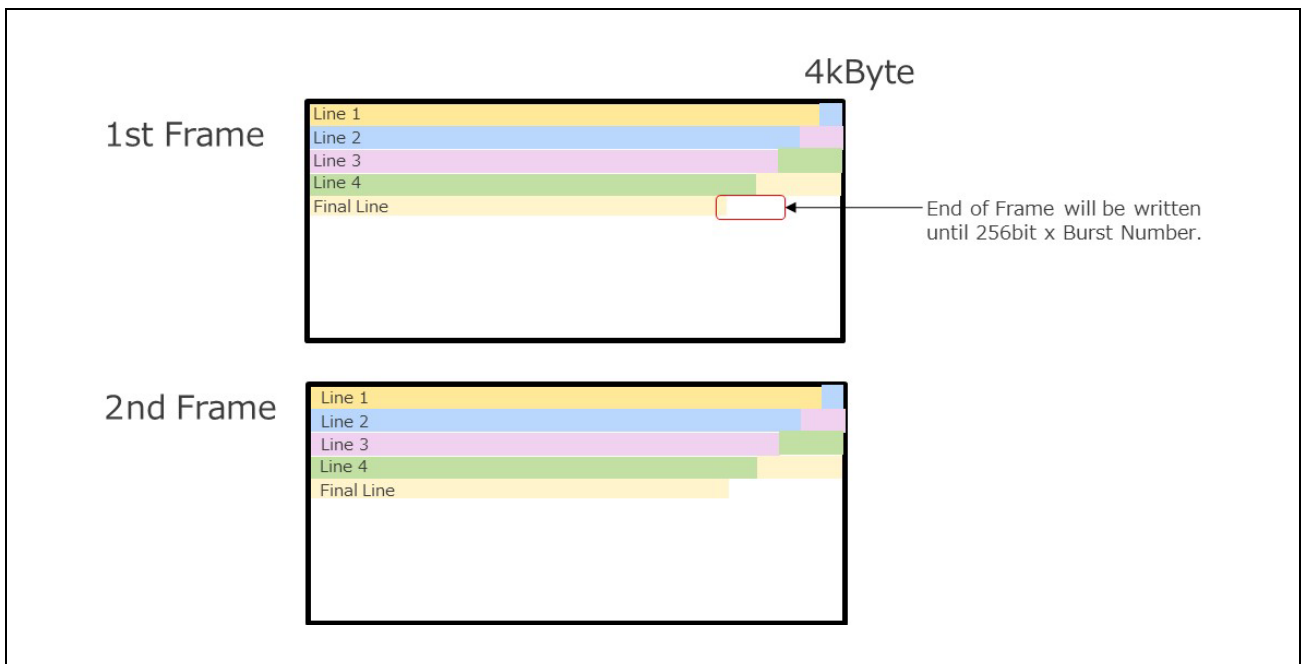 4kByte
1st Frame
Line 1
Line 2
Line 3
Line 4
Final Line
End of Frame will be written
until 256bit x Burst Number.
2nd Frame
Line 1
Line 2
Line 3
Line 4
Final Line